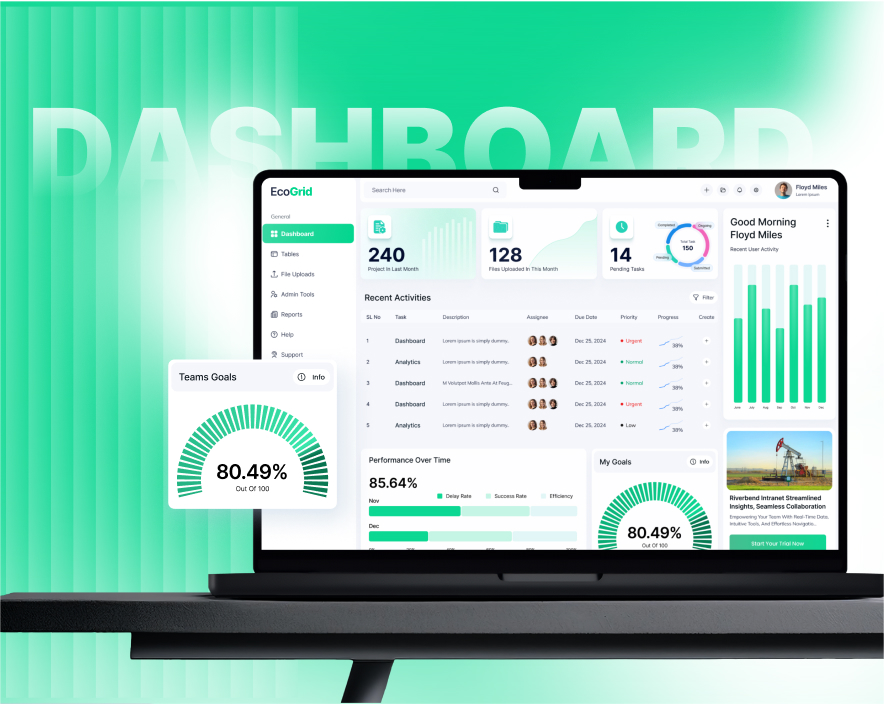 DASHBOARD
EcoGrid
Search Here
Floyd Miles
Lorem Ipsum
General
Dashboard
Tables
File Uploads
Admin Tools
Reports
Help
Support
240
Project In Last Month
128
Flies Uploaded In This Month
14
Pending Tasks
Completed
Ongoing
Total Task
150
Pending
Submitted
Good Morning
Floyd Miles
Recent User Activity
June
July
Aug
Sep
Oct
Nov
Dec
Recent Activities
Filter
SL No Task Description Assignee Due Date Priority Progress Create
1 Dashboard Lorem Ipsum is simply dummy. Dec 25, 2024 Urgent 38% +
2 Analytics Lorem ipsum is simply dummy. Dec 25, 2024 Normal 38% +
3 Dashboard M Volutpat Mollis Ante At Feug... Dec 25, 2024 Normal 38% +
4 Dashboard Lorem ipsum is simply dummy. Dec 25, 2024 Urgent 38% +
5 Analytics Lorem ipsum is simply dummy. Dec 25, 2024 Low 38% +
Teams Goals
Info
80.49%
Out Of 100
Performance Over Time
85.64%
Delay Rate
Success Rate
Efficiency
Nov
Dec
My Goals
Info
80.49%
Out Of 100
Riverbend Intranet Streamlined
Insights, Seamless Collaboration
Empowering Your Team With Real-Time Data,
Intuitive Tools, And Effortless Navigatio...
Start Your Trial Now